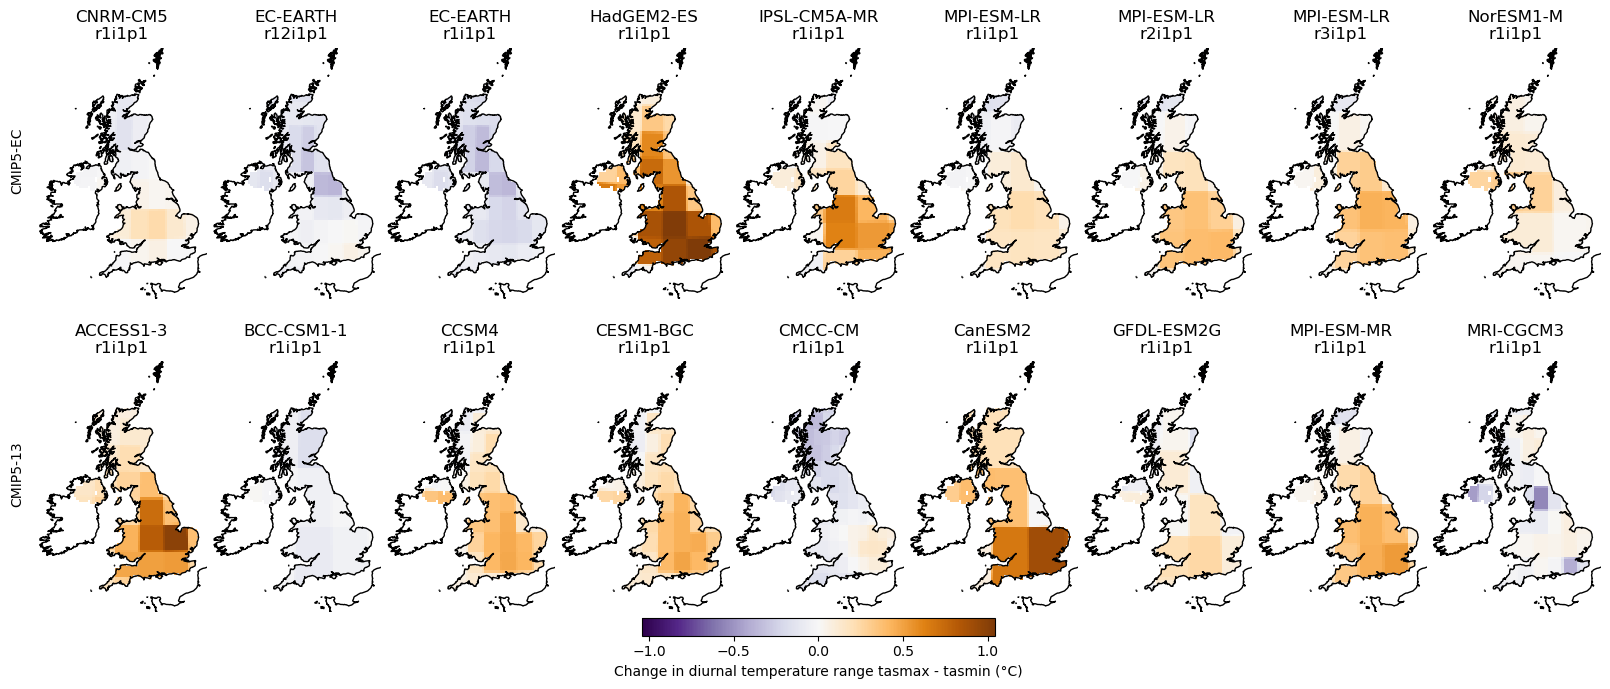 CNRM-CM5 EC-EARTH EC-EARTH HadGEM2-ES IPSL-CM5A-MR MPI-ESM-LR MPI-ESM-LR MPI-ESM-LR NorESM1-M
r1i1p1 r12i1p1 r1i1p1 r1i1p1 r1i1p1 r1i1p1 r2i1p1 r3i1p1 r1i1p1
CMIP5-EC
ACCESS1-3 BCC-CSM1-1 CCSM4 CESM1-BGC CMCC-CM CanESM2 GFDL-ESM2G MPI-ESM-MR MRI-CGCM3
r1i1p1 r1i1p1 r1i1p1 r1i1p1 r1i1p1 r1i1p1 r1i1p1 r1i1p1 r1i1p1
CMIP5-13
−1.0 −0.5 0.0 0.5 1.0
Change in diurnal temperature range tasmax - tasmin (°C)